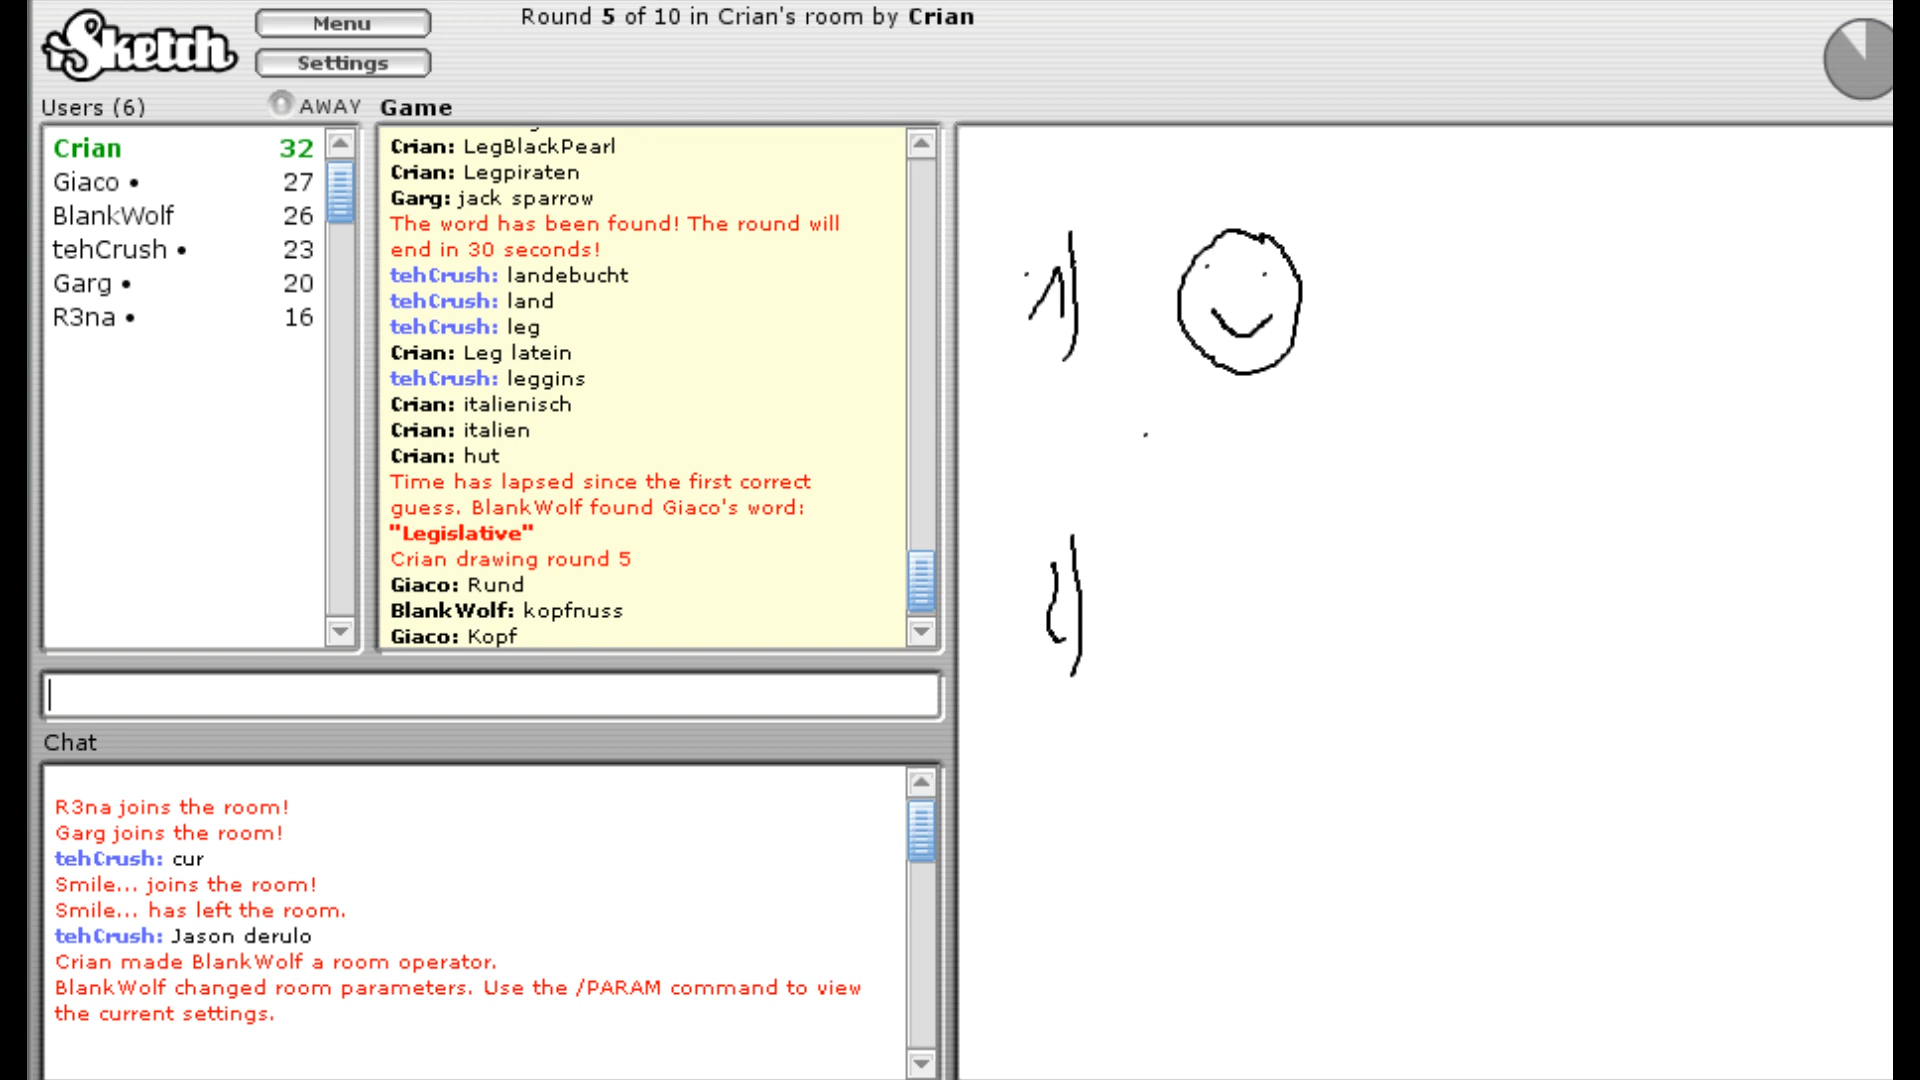 iSketch
Menu
Settings
Round 5 of 10 in Crian's room by Crian
Users (6)
AWAY
Game
Crian 32
Giaco • 27
BlankWolf 26
tehCrush • 23
Garg • 20
R3na • 16
Crian: LegBlackPearl
Crian: Legpiraten
Garg: jack sparrow
The word has been found! The round will
end in 30 seconds!
tehCrush: landebucht
tehCrush: land
tehCrush: leg
Crian: Leg latein
tehCrush: leggins
Crian: italienisch
Crian: italien
Crian: hut
Time has lapsed since the first correct
guess. BlankWolf found Giaco's word:
"Legislative"
Crian drawing round 5
Giaco: Rund
BlankWolf: kopfnuss
Giaco: Kopf
1)
Chat
R3na joins the room!
Garg joins the room!
tehCrush: cur
Smile... joins the room!
Smile... has left the room.
tehCrush: Jason derulo
Crian made BlankWolf a room operator.
BlankWolf changed room parameters. Use the /PARAM command to view
the current settings.